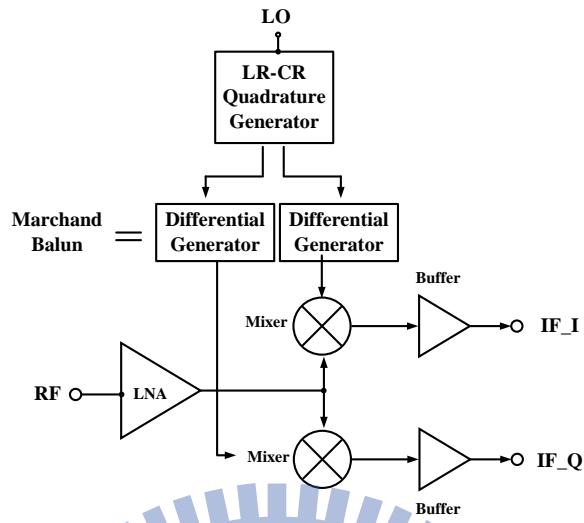 LO
LR-CR
Quadrature
Generator
Marchand
Balun
Differential
Generator
Differential
Generator
Buffer
Mixer
IF_I
RF
LNA
Mixer
IF_Q
Buffer